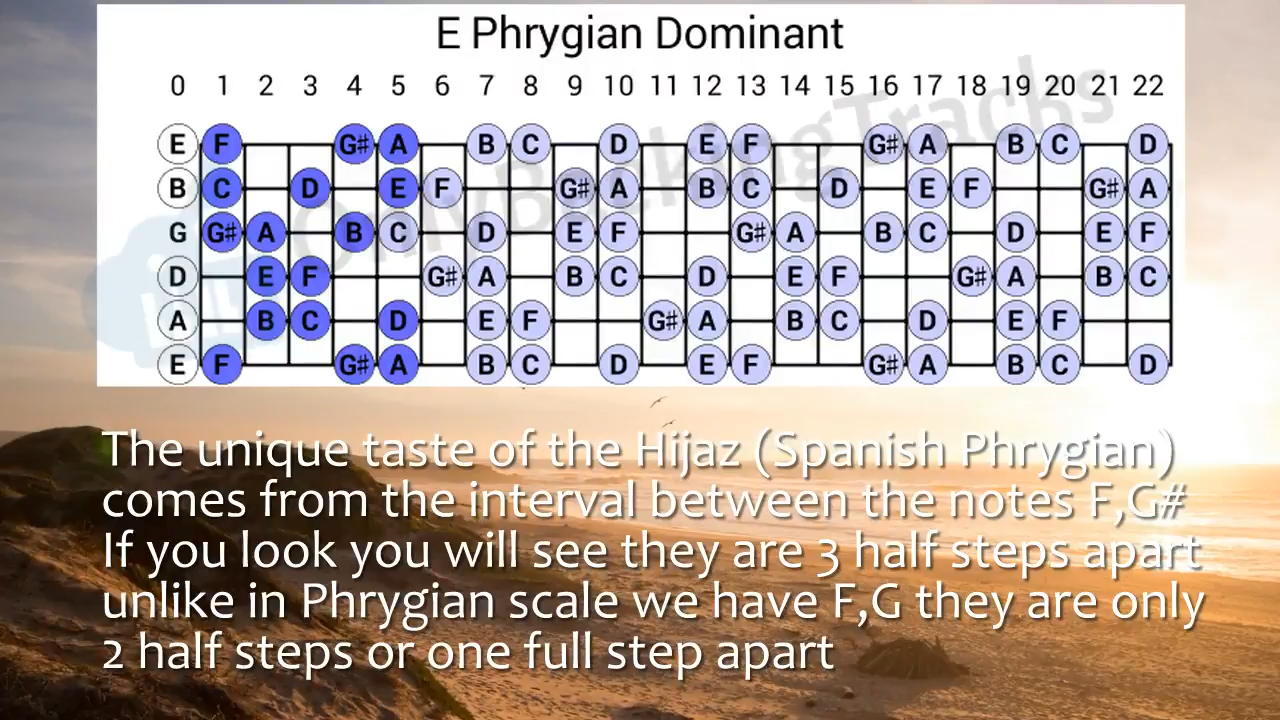 E Phrygian Dominant
0 1 2 3 4 5 6 7 8 9 10 11 12 13 14 15 16 17 18 19 20 21 22
E F G# A B C D E F G# A B C D
B C D E F G# A B C D E F G# A
G G# A B C D E F G# A B C D E F
D E F G# A B C D E F G# A B C
A B C D E F G# A B C D E F
E F G# A B C D E F G# A B C D
OnlyBackingTracks
The unique taste of the Hijaz (Spanish Phrygian)
comes from the interval between the notes F,G#
If you look you will see they are 3 half steps apart
unlike in Phrygian scale we have F,G they are only
2 half steps or one full step apart